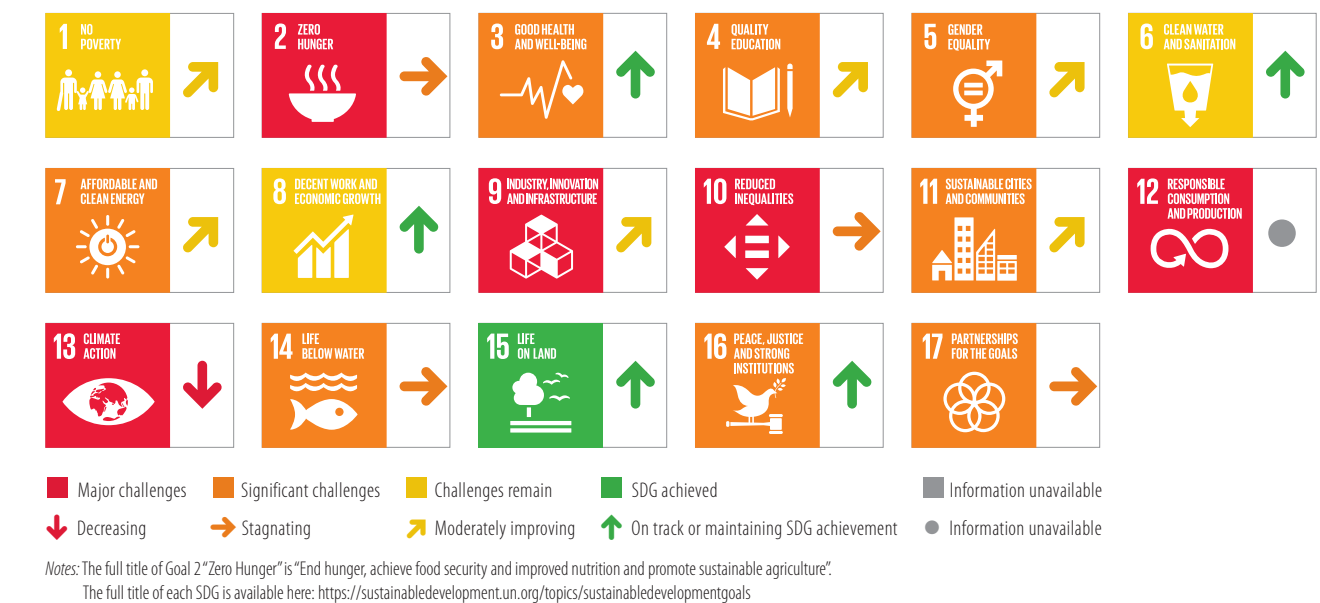 1 NO
POVERTY
2 ZERO
HUNGER
3 GOOD HEALTH
AND WELL-BEING
4 QUALITY
EDUCATION
5 GENDER
EQUALITY
6 CLEAN WATER
AND SANITATION
7 AFFORDABLE AND
CLEAN ENERGY
8 DECENT WORK AND
ECONOMIC GROWTH
9 INDUSTRY, INNOVATION
AND INFRASTRUCTURE
10 REDUCED
INEQUALITIES
11 SUSTAINABLE CITIES
AND COMMUNITIES
12 RESPONSIBLE
CONSUMPTION
AND PRODUCTION
13 CLIMATE
ACTION
14 LIFE
BELOW WATER
15 LIFE
ON LAND
16 PEACE, JUSTICE
AND STRONG
INSTITUTIONS
17 PARTNERSHIPS
FOR THE GOALS
Major challenges Significant challenges Challenges remain SDG achieved Information unavailable
Decreasing Stagnating Moderately improving On track or maintaining SDG achievement Information unavailable
Notes: The full title of Goal 2 “Zero Hunger” is “End hunger, achieve food security and improved nutrition and promote sustainable agriculture”.
The full title of each SDG is available here: https://sustainabledevelopment.un.org/topics/sustainabledevelopmentgoals